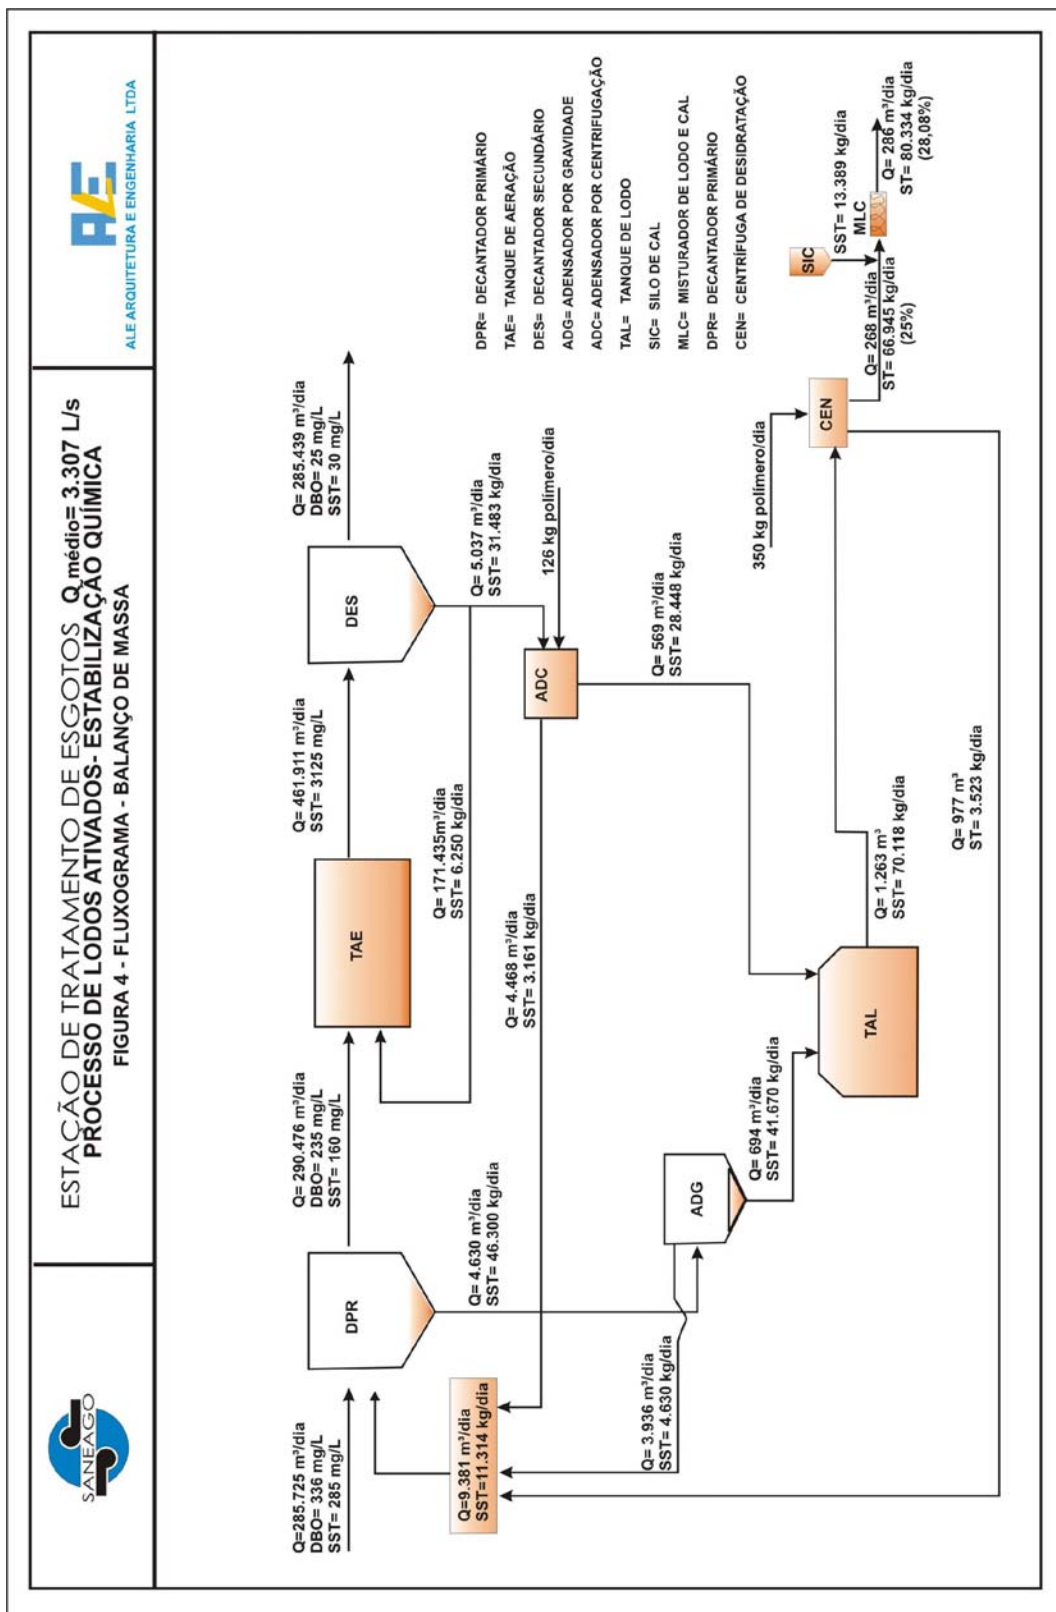 SANEAGO
ESTAÇÃO DE TRATAMENTO DE ESGOTOS Q médio= 3.307 L/s
PROCESSO DE LODOS ATIVADOS- ESTABILIZAÇÃO QUÍMICA
FIGURA 4 - FLUXOGRAMA - BALANÇO DE MASSA
ALE
ALE ARQUITETURA E ENGENHARIA LTDA
Q=285.725 m³/dia
DBO= 336 mg/L
SST= 285 mg/L
DPR
Q= 290.476 m³/dia
DBO= 235 mg/L
SST= 160 mg/L
TAE
Q= 461.911 m³/dia
SST= 3125 mg/L
DES
Q= 285.439 m³/dia
DBO= 25 mg/L
SST= 30 mg/L
Q=9.381 m³/dia
SST=11.314 kg/dia
Q= 4.630 m³/dia
SST= 46.300 kg/dia
Q= 171.435m³/dia
SST= 6.250 kg/dia
Q= 5.037 m³/dia
SST= 31.483 kg/dia
126 kg polímero/dia
ADC
Q= 4.468 m³/dia
SST= 3.161 kg/dia
Q= 569 m³/dia
SST= 28.448 kg/dia
Q= 3.936 m³/dia
SST= 4.630 kg/dia
ADG
Q= 694 m³/dia
SST= 41.670 kg/dia
TAL
Q= 1.263 m³
SST= 70.118 kg/dia
Q= 977 m³
ST= 3.523 kg/dia
350 kg polímero/dia
CEN
Q= 268 m³/dia
ST= 66.945 kg/dia
(25%)
SIC
SST= 13.389 kg/dia
MLC
Q= 286 m³/dia
ST= 80.334 kg/dia
(28,08%)
DPR= DECANTADOR PRIMÁRIO
TAE= TANQUE DE AERAÇÃO
DES= DECANTADOR SECUNDÁRIO
ADG= ADENSADOR POR GRAVIDADE
ADC= ADENSADOR POR CENTRIFUGAÇÃO
TAL= TANQUE DE LODO
SIC= SILO DE CAL
MLC= MISTURADOR DE LODO E CAL
DPR= DECANTADOR PRIMÁRIO
CEN= CENTRÍFUGA DE DESIDRATAÇÃO